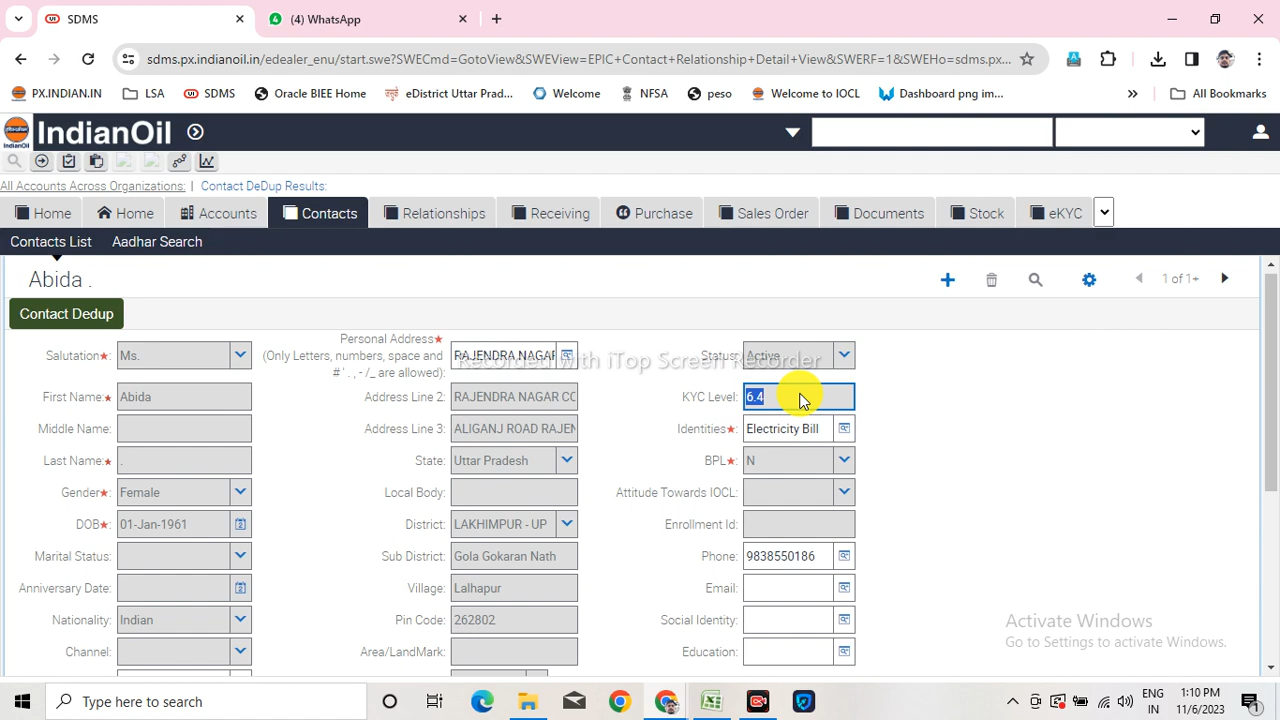 SDMS
(4) WhatsApp
sdms.px.indianoil.in/edealer_enu/start.swe?SWECmd=GotoView&SWEView=EPIC+Contact+Relationship+Detail+View&SWERF=1&SWEHo=sdms.px...
PX.INDIAN.IN LSA SDMS Oracle BIEE Home eDistrict Uttar Prad... Welcome NFSA peso Welcome to IOCL Dashboard png im... » All Bookmarks
IndianOil
All Accounts Across Organizations: | Contact DeDup Results:
Home Home Accounts Contacts Relationships Receiving Purchase Sales Order Documents Stock eKYC
Contacts List Aadhar Search
Abida .
1 of 1+
Contact Dedup
Salutation★: Ms.
Personal Address★
(Only Letters, numbers, space and
# ' . , - /_ are allowed): RAJENDRA NAGAR
Status: Active
Recorded with iTop Screen Recorder
First Name★: Abida Address Line 2: RAJENDRA NAGAR CC KYC Level: 6.4
Middle Name: Address Line 3: ALIGANJ ROAD RAJEN Identities★: Electricity Bill
Last Name★: . State: Uttar Pradesh BPL★: N
Gender★: Female Local Body: Attitude Towards IOCL:
DOB★: 01-Jan-1961 District: LAKHIMPUR - UP Enrollment Id:
Marital Status: Sub District: Gola Gokaran Nath Phone: 9838550186
Anniversary Date: Village: Lalhapur Email:
Nationality: Indian Pin Code: 262802 Social Identity:
Channel: Area/LandMark: Education:
Activate Windows
Go to Settings to activate Windows.
Type here to search
ENG
IN
1:10 PM
11/6/2023
1